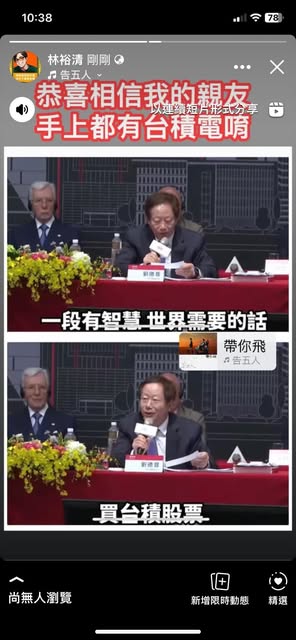 10:38
78
林裕清 剛剛
告五人
恭喜相信我的親友
以連續短片形式分享
手上都有台積電唷
劉德音
一段有智慧 世界需要的話
帶你飛
告五人
劉德音
買台積股票
尚無人瀏覽
新增限時動態
精選